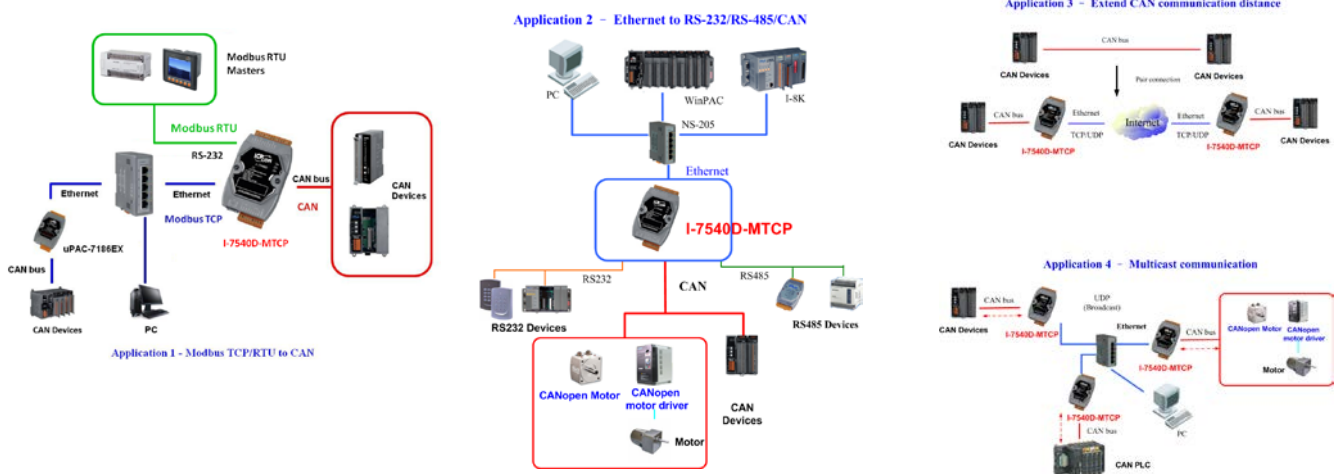 Modbus RTU
Masters
Modbus RTU
RS-232
CAN bus
CAN
Devices
CAN
Ethernet
Ethernet
Modbus TCP
I-7540D-MTCP
uPAC-7186EX
CAN bus
CAN Devices
PC
Application 1 - Modbus TCP/RTU to CAN
Application 2 – Ethernet to RS-232/RS-485/CAN
PC
WinPAC
I-8K
NS-205
Ethernet
I-7540D-MTCP
RS232
CAN
RS485
RS232 Devices
RS485 Devices
CANopen Motor
CANopen
motor driver
Motor
CAN
Devices
Application 3 – Extend CAN communication distance
CAN bus
CAN Devices
CAN Devices
Pair connection
CAN bus
Ethernet
TCP/UDP
Internet
Ethernet
TCP/UDP
CAN bus
CAN Devices
I-7540D-MTCP
I-7540D-MTCP
CAN Devices
Application 4 – Multicast communication
CAN bus
UDP
(Broadcast)
Ethernet
CAN Devices
I-7540D-MTCP
CAN bus
I-7540D-MTCP
CANopen Motor
CANopen
motor driver
Motor
I-7540D-MTCP
CAN bus
PC
CAN PLC